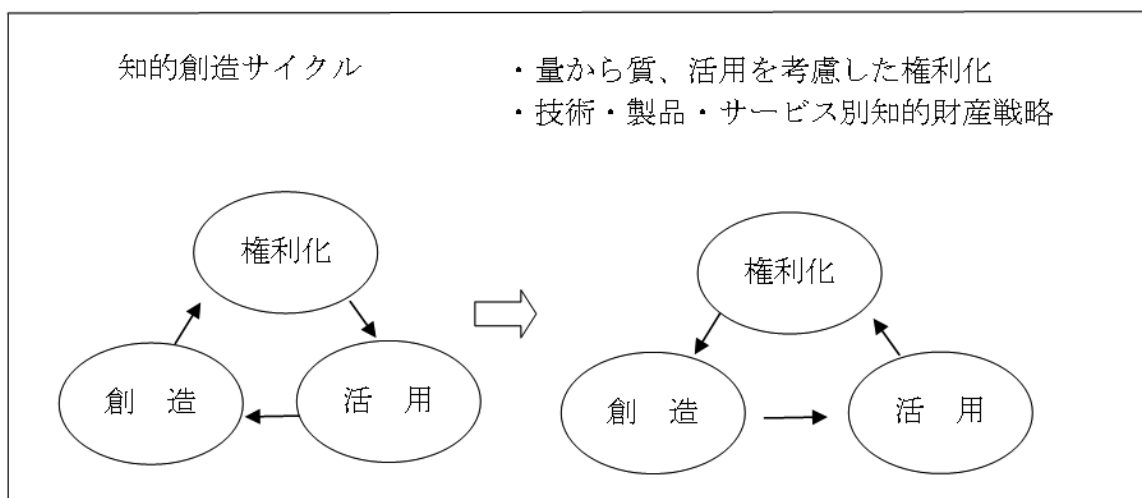 知的創造サイクル
・量から質、活用を考慮した権利化
・技術・製品・サービス別知的財産戦略
権利化
創　造
活　用
権利化
創　造
活　用